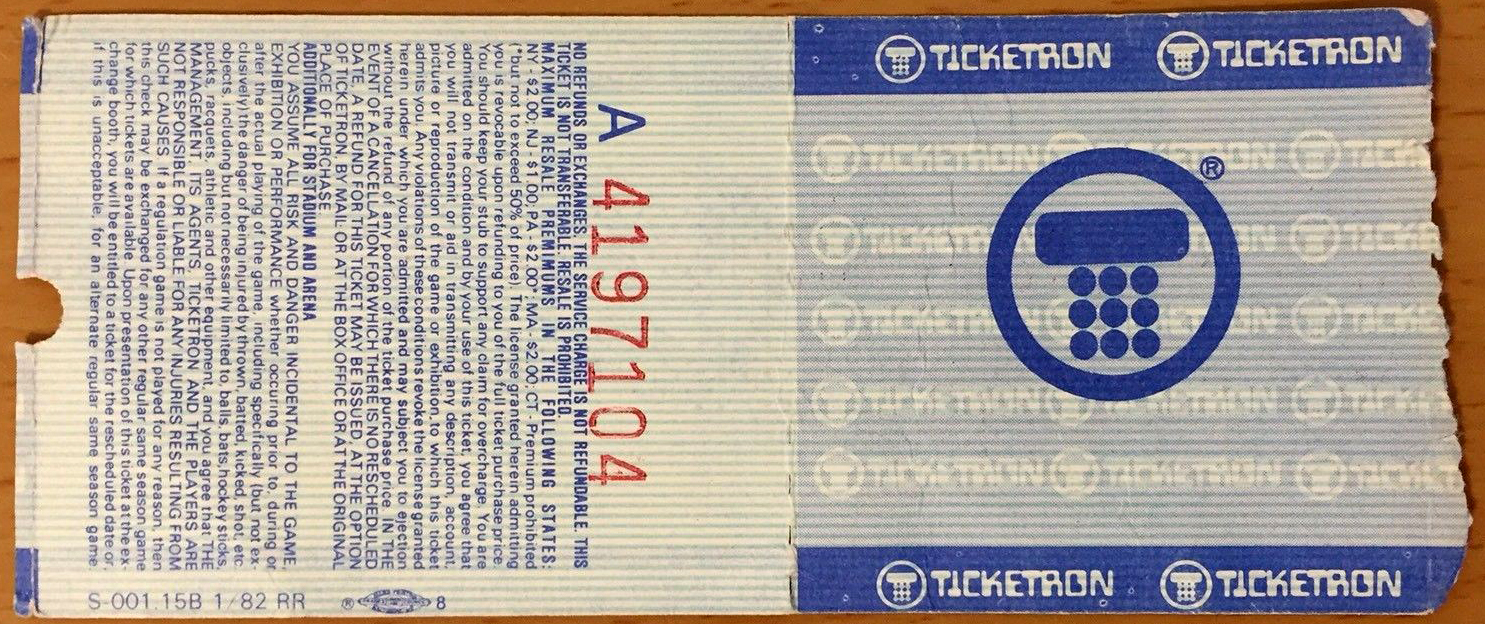 A 4197104
NO REFUNDS OR EXCHANGES. THE SERVICE CHARGE IS NOT REFUNDABLE. THIS
TICKET IS NOT TRANSFERABLE. RESALE IS PROHIBITED.
MAXIMUM RESALE PREMIUMS IN THE FOLLOWING STATES:
NY - $2.00; NJ - $1.00; PA - $2.00*; MA - $2.00; CT - Premium prohibited
(*but not to exceed 50% of price). The license granted herein admitting
you is revocable upon refunding to you of the full ticket purchase price.
You should keep your stub to support any claim for overcharge. You are
admitted on the condition and by your use of this ticket, you agree that
you will not transmit or aid in transmitting any description, account,
picture or reproduction of the game or exhibition to which this ticket
admits you. Any violations of these conditions revoke the license granted
herein under which you are admitted and may subject you to ejection
without the refund of any portion of the ticket purchase price. IN THE
EVENT OF A CANCELLATION FOR WHICH THERE IS NO RESCHEDULED
DATE, A REFUND FOR THIS TICKET MAY BE ISSUED AT THE OPTION
OF TICKETRON, BY MAIL OR AT THE BOX OFFICE OR AT THE ORIGINAL
PLACE OF PURCHASE.
ADDITIONALLY FOR STADIUM AND ARENA
YOU ASSUME ALL RISK AND DANGER INCIDENTAL TO THE GAME,
EXHIBITION OR PERFORMANCE whether occuring prior to, during or
after the actual playing of the game, including specifically (but not ex-
clusively) the danger of being injured by thrown, batted, kicked, shot, etc
objects, including but not necessarily limited to, balls, bats, hockey sticks,
pucks, racquets, athletic and other equipment, and you agree that THE
MANAGEMENT, ITS AGENTS, TICKETRON AND THE PLAYERS ARE
NOT RESPONSIBLE OR LIABLE FOR ANY INJURIES RESULTING FROM
SUCH CAUSES. If a regulation game is not played for any reason, then
this check may be exchanged for any other regular same season game
for which tickets are available. Upon presentation of this ticket at the ex-
change booth, you will be entitled to a ticket for the rescheduled date or,
if this is unacceptable, for an alternate regular same season game.
S-001.15B 1/82 RR ® 8
TICKETRON TICKETRON
®
TICKETRON TICKETRON